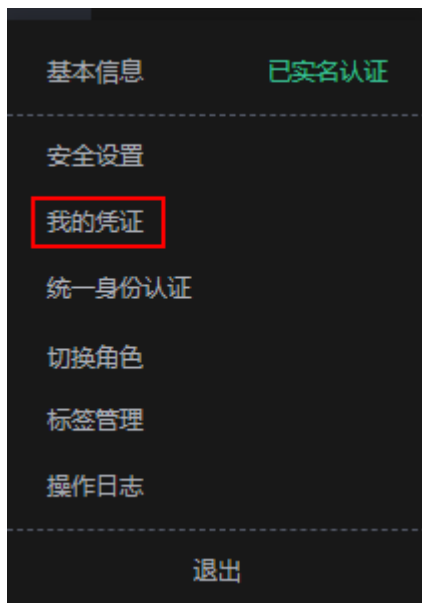 基本信息 已实名认证
安全设置
我的凭证
统一身份认证
切换角色
标签管理
操作日志
退出